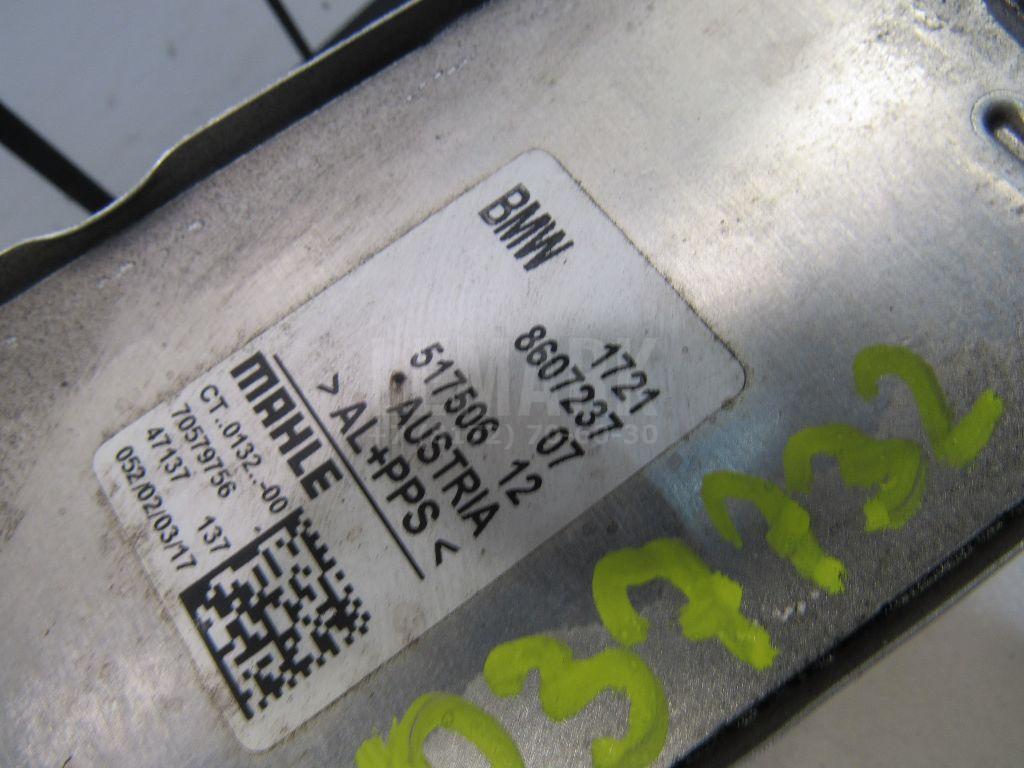 BMW
1721
8607237 07
517506 12
AUSTRIA
>AL+PPS<
MAHLE
CT..0132...-00
70579756
47137 137
052/02/03/17